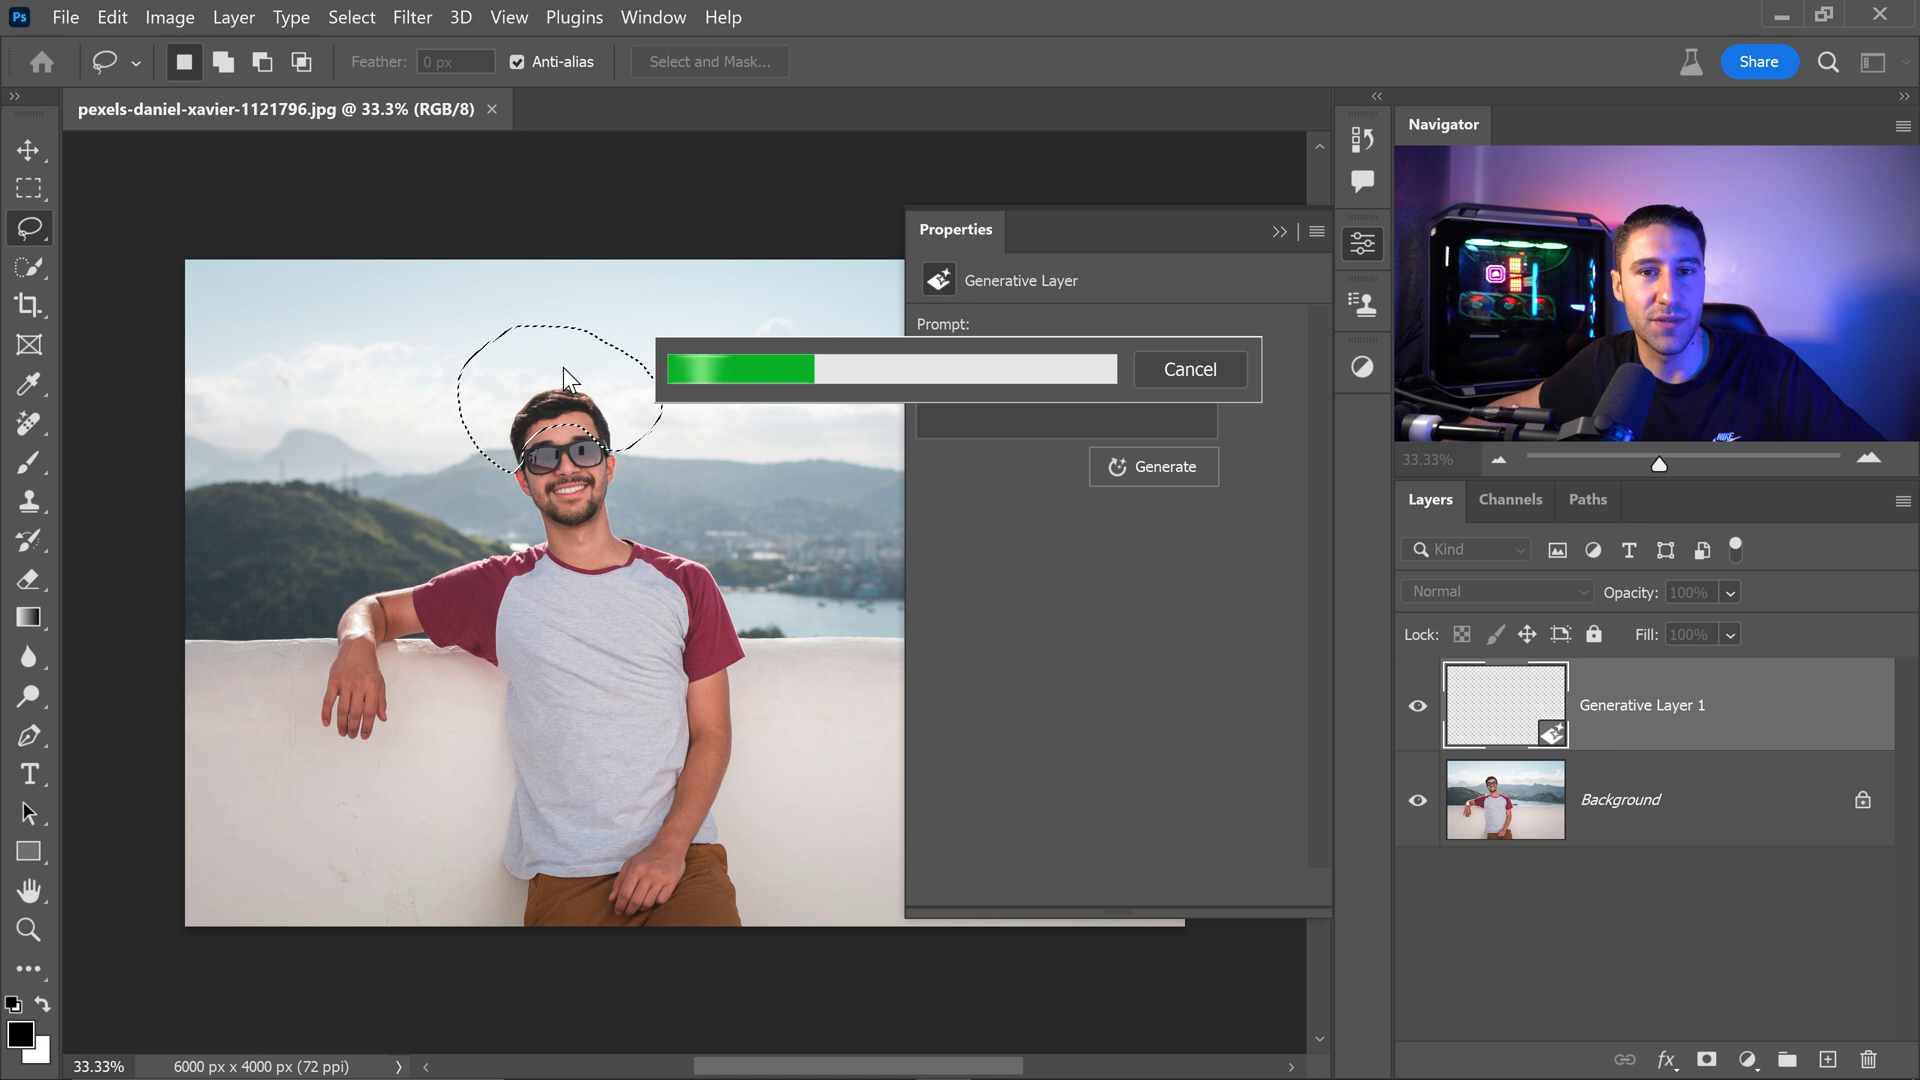 Ps File Edit Image Layer Type Select Filter 3D View Plugins Window Help
Feather: 0 px Anti-alias Select and Mask... Share
pexels-daniel-xavier-1121796.jpg @ 33.3% (RGB/8)
Navigator
Properties
Generative Layer
Prompt:
Cancel
Generate
NIKE
33.33%
Layers Channels Paths
Kind
Normal Opacity: 100%
Lock: Fill: 100%
Generative Layer 1
Background
33.33% 6000 px x 4000 px (72 ppi)
fx